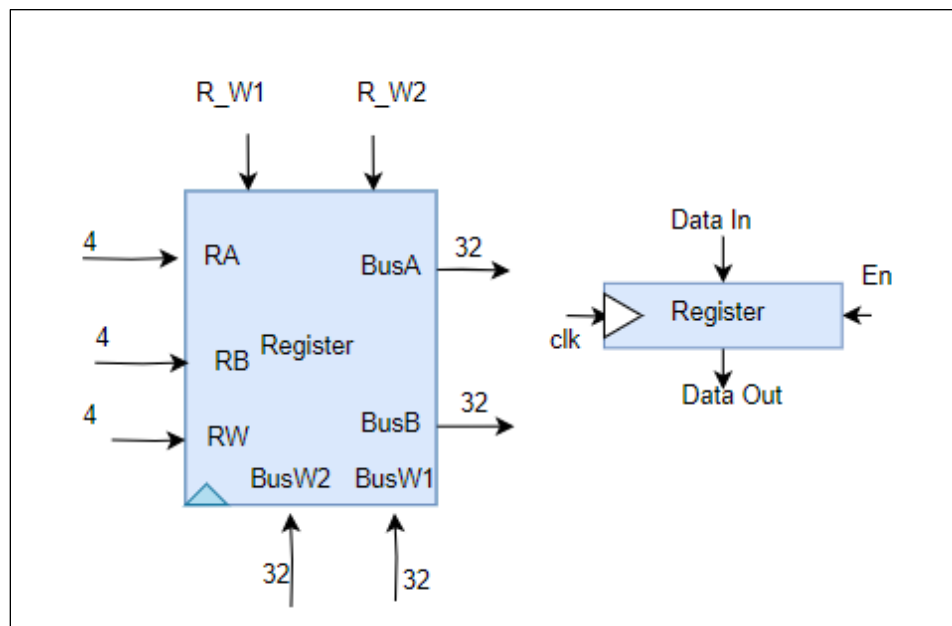 R_W1
R_W2
4
RA
BusA
32
4
RB
Register
4
RW
BusB
32
BusW2
BusW1
32
32
Data In
En
clk
Register
Data Out